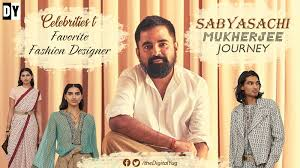 DY
Celebrities'
Favorite
Fashion Designer
SABYASACHI
MUKHERJEE
JOURNEY
/theDigitalYug